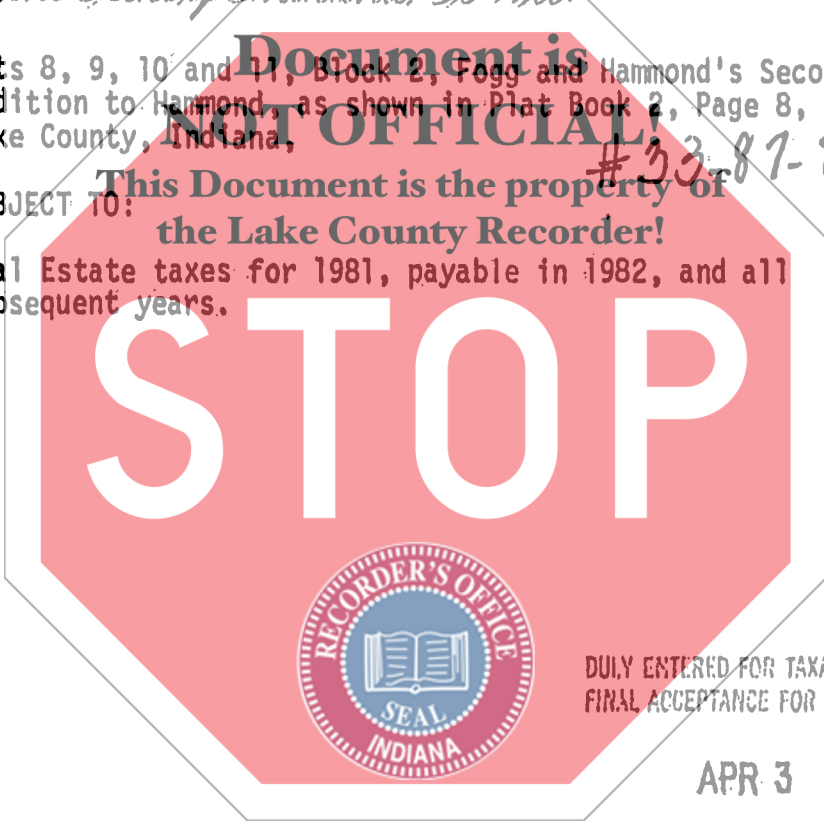 Document is
ts 8, 9, 10 and 11, Block 2, Fogg and Hammond's Seco
dition to Hammond, as shown in Plat Book 2, Page 8,
NOT OFFICIAL!
ke County, Indiana,
#33-87-
This Document is the property of
BJECT TO:
the Lake County Recorder!
al Estate taxes for 1981, payable in 1982, and all
bsequent years.
STOP
RECORDER'S OFFICE
SEAL
INDIANA
DULY ENTERED FOR TAXA
FINAL ACCEPTANCE FOR
APR 3